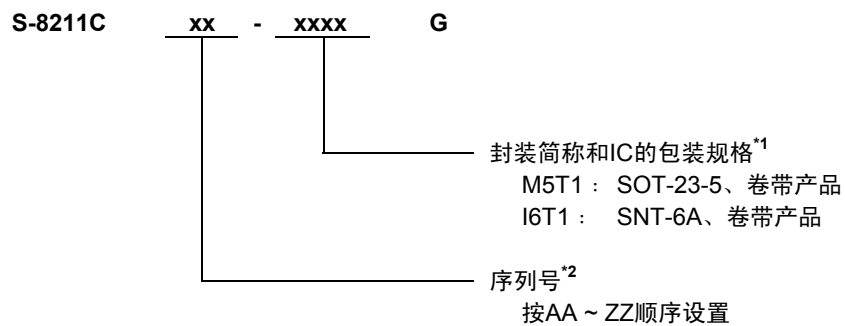 S-8211C xx - xxxx G
封装简称和IC的包装规格*1
M5T1 : SOT-23-5、卷带产品
I6T1 : SNT-6A、卷带产品
序列号*2
按AA ~ ZZ顺序设置